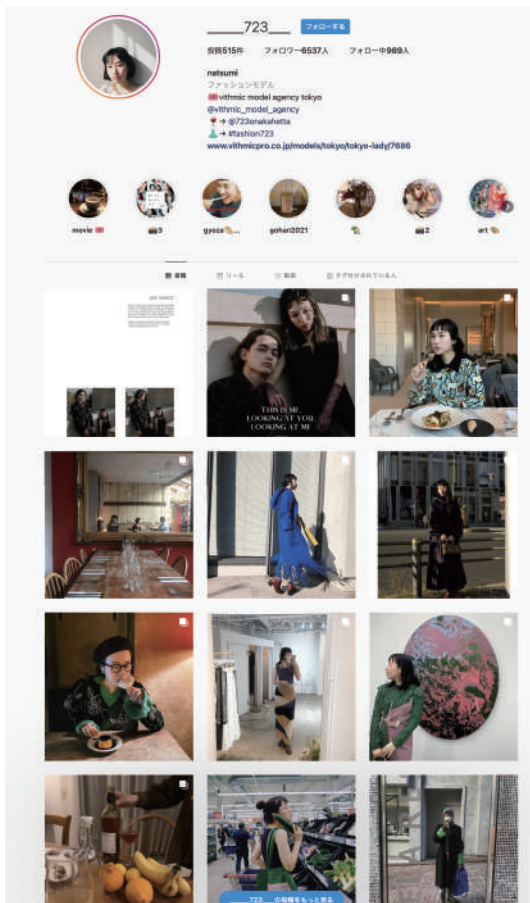 ____723__ フォローする
投稿515件 フォロワー6537人 フォロー中989人
natsumi
ファッションモデル
vithmic model agency tokyo
@vithmic_model_agency
→ @723onakahetta
→ #fashion723
www.vithmicpro.co.jp/models/tokyo/tokyo-lady/7686
movie 3 gyoza ... gohan2021 2 art
投稿 リール 動画 タグ付けされている人
THIS IS ME,
LOOKING AT YOU,
LOOKING AT ME
____723__ の投稿をもっと見る